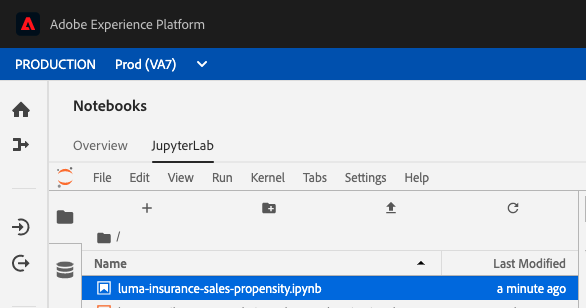 Adobe Experience Platform
PRODUCTION Prod (VA7)
Notebooks
Overview JupyterLab
File Edit View Run Kernel Tabs Settings Help
/
Name Last Modified
luma-insurance-sales-propensity.ipynb a minute ago